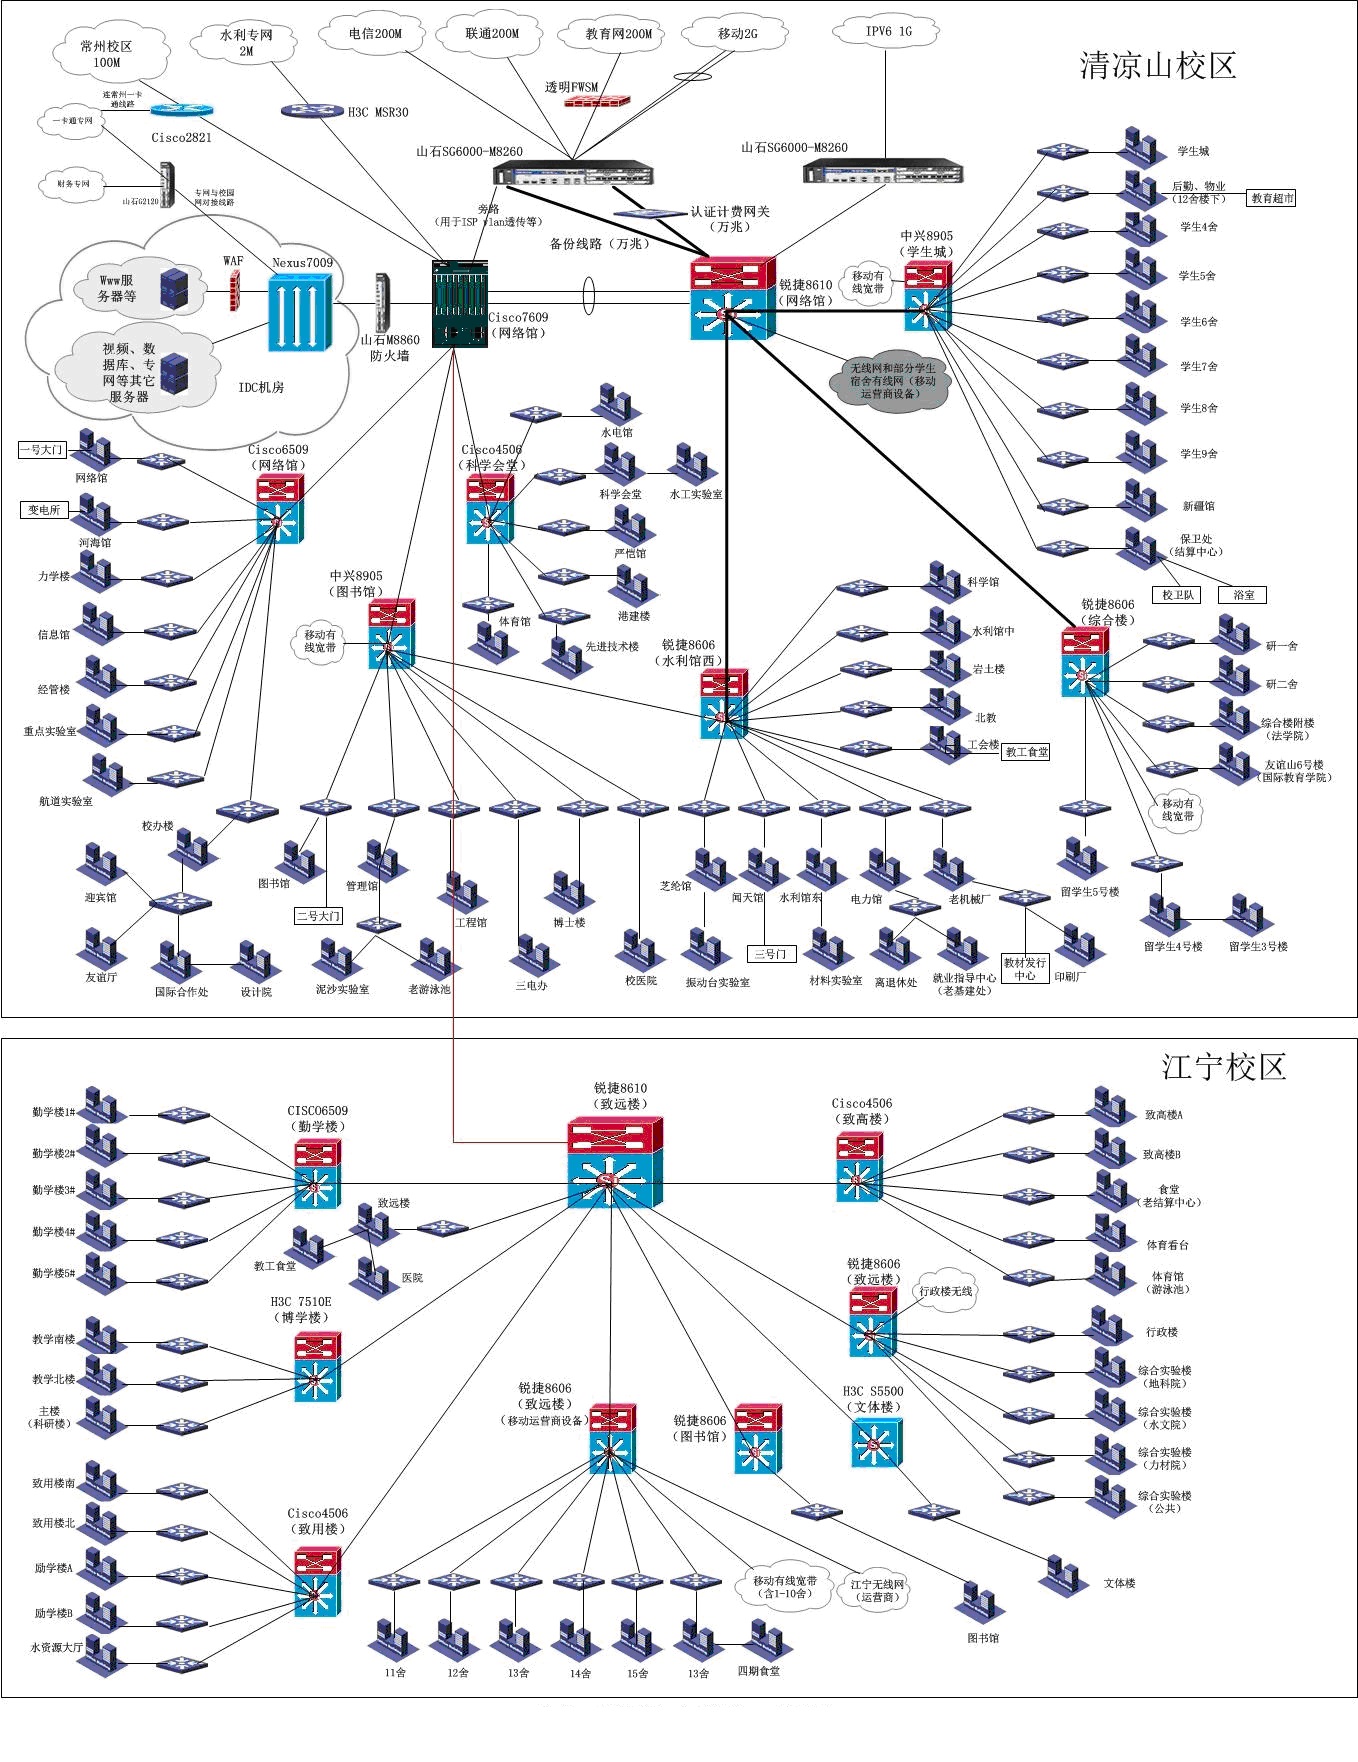 清凉山校区
常州校区
100M
水利专网
2M
电信200M
联通200M
教育网200M
移动2G
IPV6 1G
透明FWSM
连常州一卡
通线路
一卡通专网
Cisco2821
H3C MSR30
山石SG6000-M8260
山石SG6000-M8260
财务专网
山石G2120
专网与校园
网对接线路
旁路
(用于ISP vlan透传等)
认证计费网关
(万兆)
备份线路(万兆)
中兴8905
(学生城)
移动有
线宽带
WAF
Nexus7009
Www服
务器等
视频、数
据库、专
网等其它
服务器
IDC机房
山石M8860
防火墙
Cisco7609
(网络馆)
锐捷8610
(网络馆)
无线网和部分学生
宿舍有线网(移动
运营商设备)
学生城
后勤、物业
(12舍楼下)
教育超市
学生4舍
学生5舍
学生6舍
学生7舍
学生8舍
学生9舍
新疆馆
保卫处
(结算中心)
校卫队
浴室
Cisco6509
(网络馆)
一号大门
网络馆
变电所
河海馆
力学楼
信息馆
经管楼
重点实验室
航道实验室
校办楼
迎宾馆
友谊厅
国际合作处
设计院
Cisco4506
(科学会堂)
水电馆
科学会堂
水工实验室
严恺馆
港建楼
体育馆
先进技术楼
中兴8905
(图书馆)
移动有
线宽带
图书馆
二号大门
管理馆
泥沙实验室
老游泳池
工程馆
三电办
博士楼
校医院
锐捷8606
(水利馆西)
科学馆
水利馆中
岩土楼
北教
工会楼
教工食堂
芝纶馆
振动台实验室
闻天馆
三号门
水利馆东
材料实验室
电力馆
离退休处
就业指导中心
(老基建处)
老机械厂
教材发行
中心
印刷厂
锐捷8606
(综合楼)
研一舍
研二舍
综合楼附楼
(法学院)
友谊山6号楼
(国际教育学院)
移动有
线宽带
留学生5号楼
留学生4号楼
留学生3号楼
江宁校区
锐捷8610
(致远楼)
CISCO6509
(勤学楼)
勤学楼1#
勤学楼2#
勤学楼3#
勤学楼4#
勤学楼5#
致远楼
教工食堂
医院
H3C 7510E
(博学楼)
教学南楼
教学北楼
主楼
(科研楼)
Cisco4506
(致用楼)
致用楼南
致用楼北
励学楼A
励学楼B
水资源大厅
Cisco4506
(致高楼)
致高楼A
致高楼B
食堂
(老结算中心)
体育看台
体育馆
(游泳池)
锐捷8606
(致远楼)
行政楼无线
行政楼
综合实验楼
(地科院)
综合实验楼
(水文院)
综合实验楼
(力材院)
综合实验楼
(公共)
锐捷8606
(致远楼)
(移动运营商设备)
锐捷8606
(图书馆)
H3C S5500
(文体楼)
移动有线宽带
(含1-10舍)
江宁无线网
(运营商)
图书馆
文体楼
11舍
12舍
13舍
14舍
15舍
13舍
四期食堂